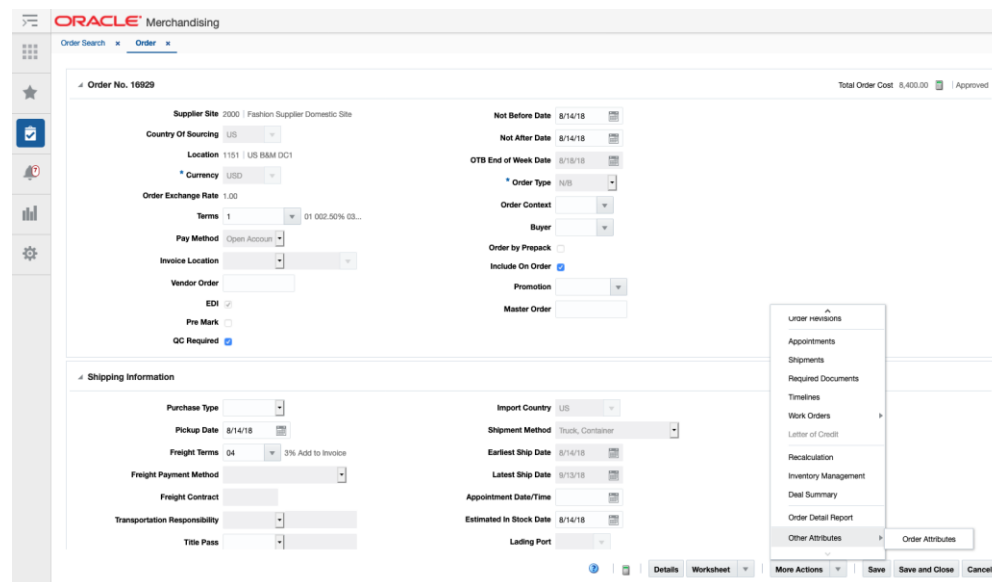 ORACLE Merchandising
Order Search × Order ×
Order No. 16929
Total Order Cost 8,400.00 | Approved
Supplier Site 2000 | Fashion Supplier Domestic Site
Not Before Date 8/14/18
Country Of Sourcing US
Not After Date 8/14/18
Location 1151 | US B&M DC1
OTB End of Week Date 8/18/18
* Currency USD
* Order Type N/B
Order Exchange Rate 1.00
Order Context
Terms 1 01 002.50% 03...
Buyer
Pay Method Open Accoun
Order by Prepack
Invoice Location
Include On Order
Vendor Order
Promotion
EDI
Master Order
Pre Mark
QC Required
Order Revisions
Appointments
Shipments
Required Documents
Timelines
Work Orders
Letter of Credit
Recalculation
Inventory Management
Deal Summary
Order Detail Report
Other Attributes
Order Attributes
Shipping Information
Purchase Type
Import Country US
Pickup Date 8/14/18
Shipment Method Truck, Container
Freight Terms 04 3% Add to Invoice
Earliest Ship Date 8/14/18
Freight Payment Method
Latest Ship Date 9/13/18
Freight Contract
Appointment Date/Time
Transportation Responsibility
Estimated In Stock Date 8/14/18
Title Pass
Lading Port
? Details Worksheet More Actions Save Save and Close Cancel